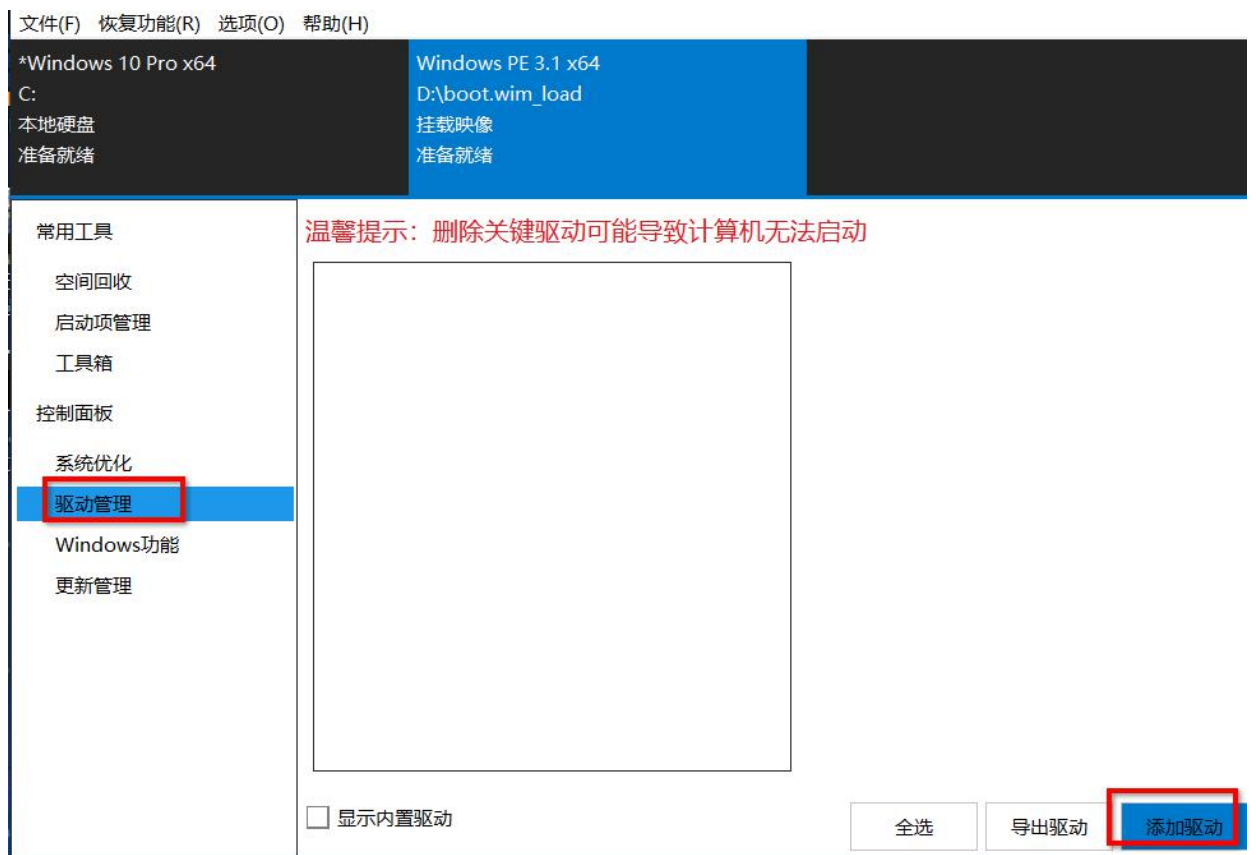 文件(F) 恢复功能(R) 选项(O) 帮助(H)
*Windows 10 Pro x64
C:
本地硬盘
准备就绪
Windows PE 3.1 x64
D:\boot.wim_load
挂载映像
准备就绪
常用工具
空间回收
启动项管理
工具箱
控制面板
系统优化
驱动管理
Windows功能
更新管理
温馨提示：删除关键驱动可能导致计算机无法启动
显示内置驱动
全选 导出驱动 添加驱动